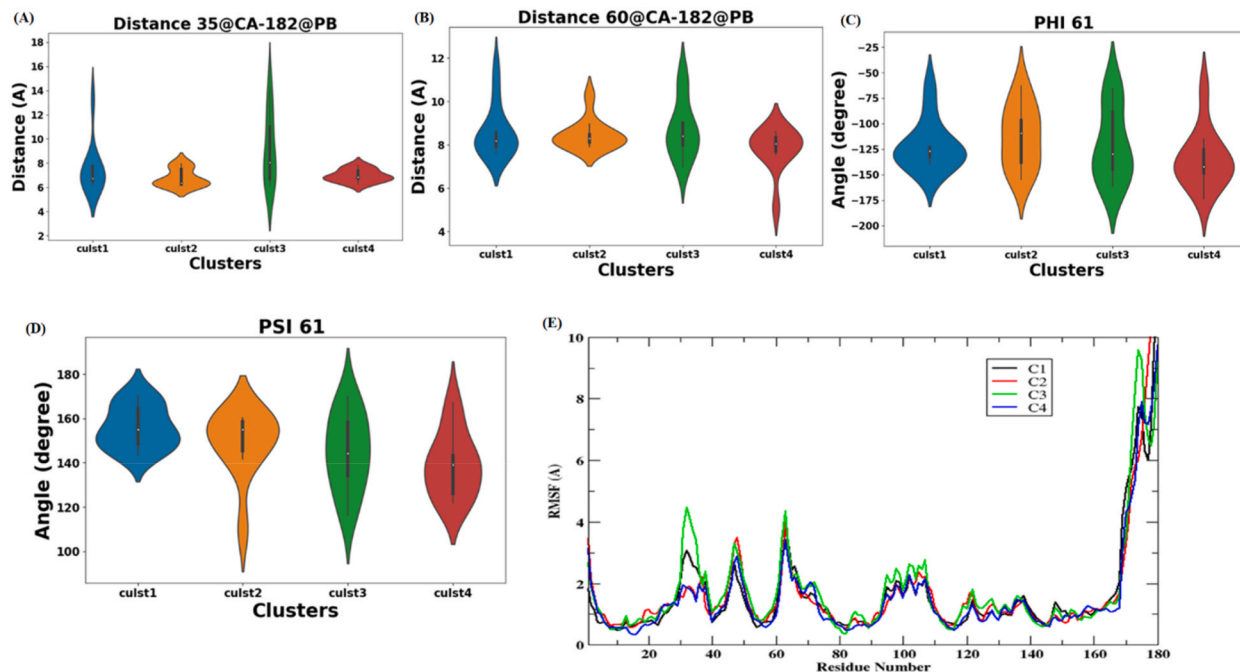 (A)
Distance 35@CA-182@PB
Distance (A)
18
16
14
12
10
8
6
4
2
culst1 culst2 culst3 culst4
Clusters
(B)
Distance 60@CA-182@PB
Distance (A)
12
10
8
6
4
culst1 culst2 culst3 culst4
Clusters
(C)
PHI 61
Angle (degree)
−25
−50
−75
−100
−125
−150
−175
−200
culst1 culst2 culst3 culst4
Clusters
(D)
PSI 61
Angle (degree)
180
160
140
120
100
culst1 culst2 culst3 culst4
Clusters
(E)
RMSF (A)
10
8
6
4
2
0
C1
C2
C3
C4
20 40 60 80 100 120 140 160 180
Residue Number